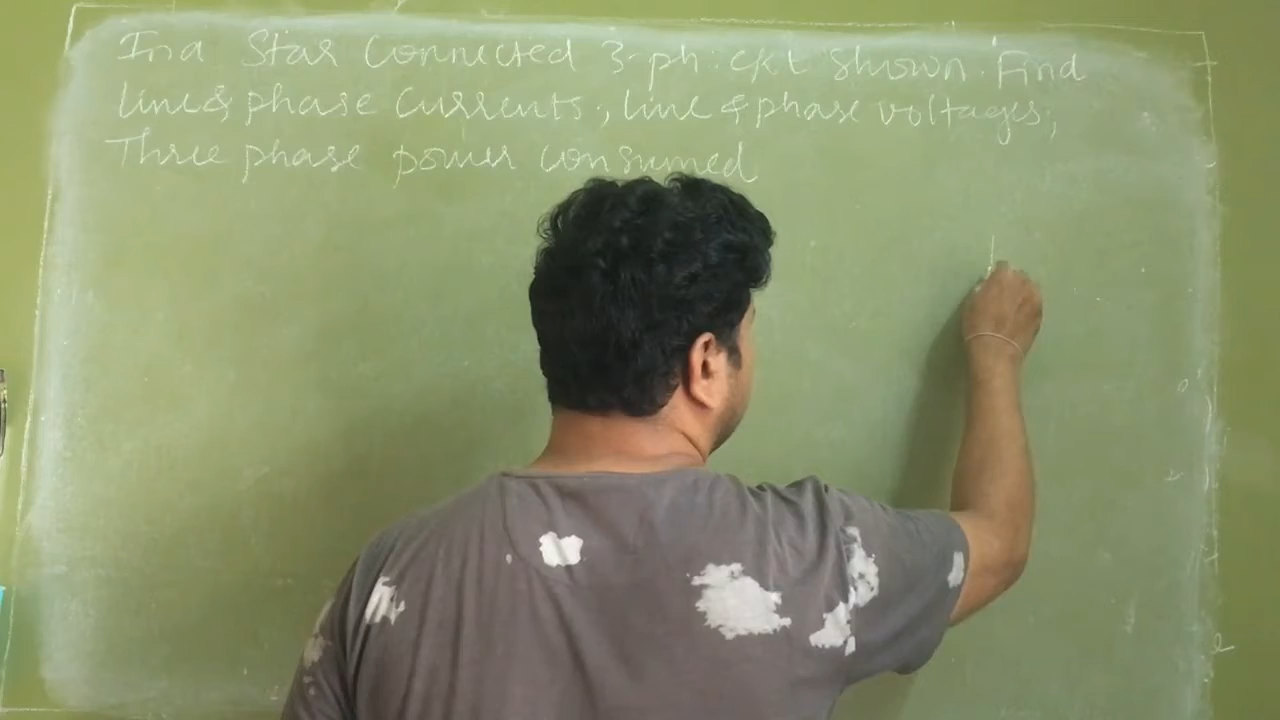 In a Star Connected 3-ph. ckt shown. Find
line & phase Currents, line & phase voltages,
Three phase power consumed